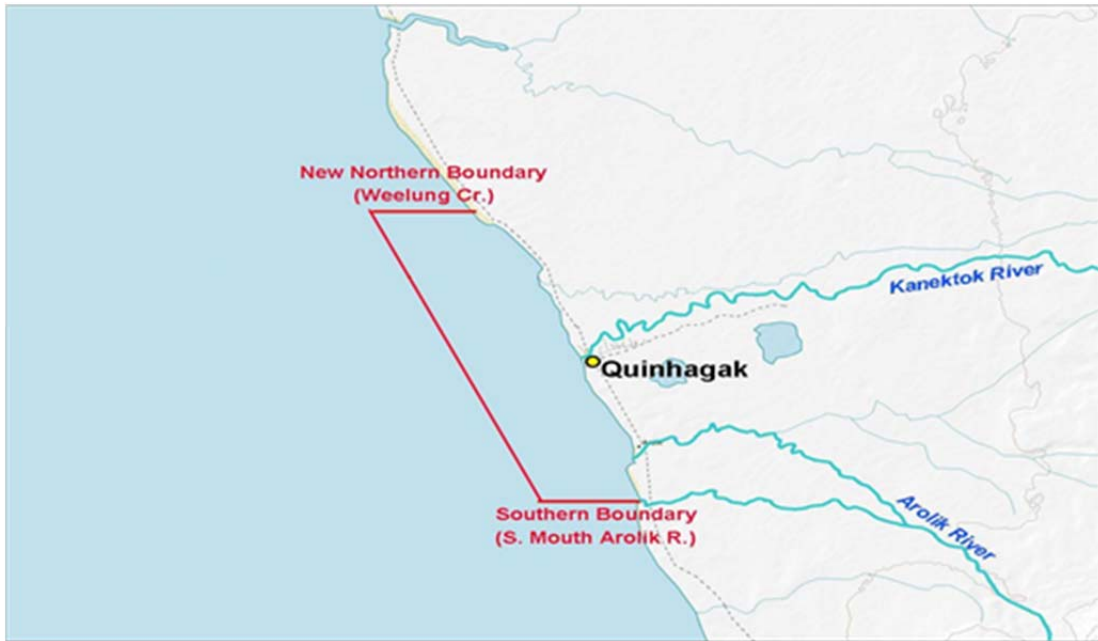 New Northern Boundary
(Weelung Cr.)
Kanektok River
Quinhagak
Southern Boundary
(S. Mouth Arolik R.)
Arolik River